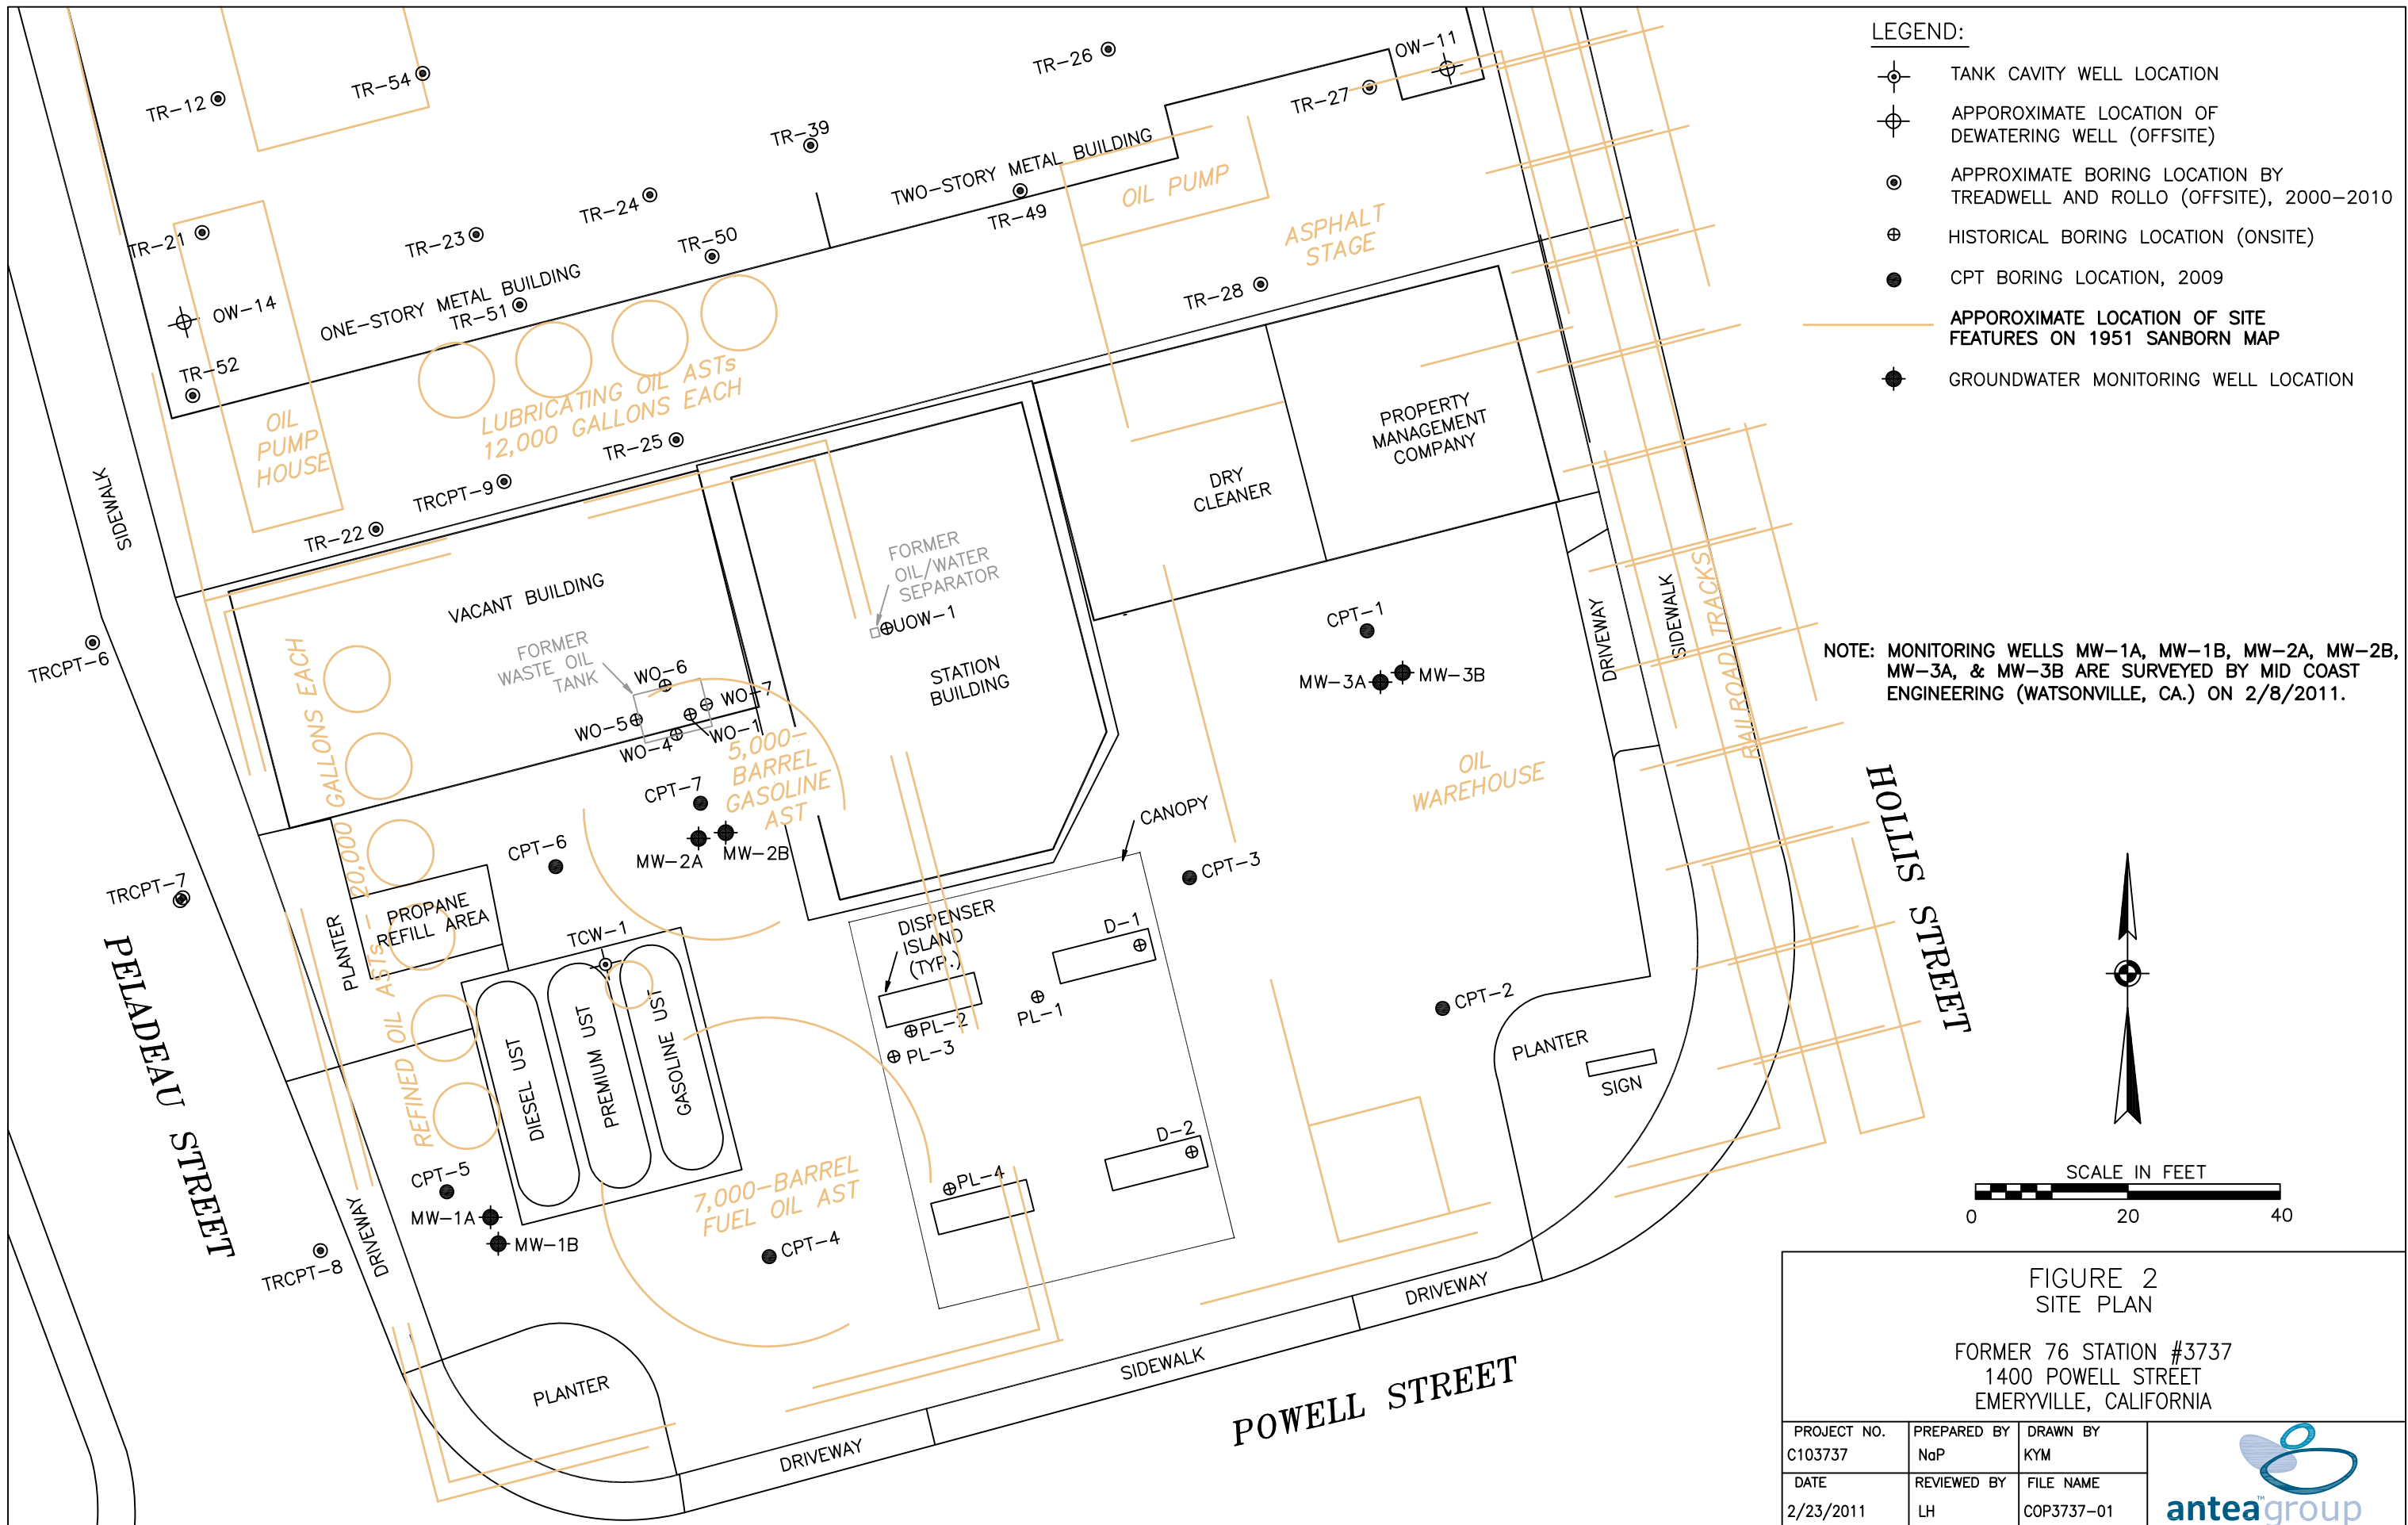 LEGEND:
TANK CAVITY WELL LOCATION
APPOROXIMATE LOCATION OF
DEWATERING WELL (OFFSITE)
APPROXIMATE BORING LOCATION BY
TREADWELL AND ROLLO (OFFSITE), 2000-2010
HISTORICAL BORING LOCATION (ONSITE)
CPT BORING LOCATION, 2009
APPOROXIMATE LOCATION OF SITE
FEATURES ON 1951 SANBORN MAP
GROUNDWATER MONITORING WELL LOCATION
NOTE: MONITORING WELLS MW-1A, MW-1B, MW-2A, MW-2B,
MW-3A, & MW-3B ARE SURVEYED BY MID COAST
ENGINEERING (WATSONVILLE, CA.) ON 2/8/2011.
TR-12
TR-54
TR-39
TR-26
TR-27
OW-11
TR-21
TR-23
TR-24
TR-50
TWO-STORY METAL BUILDING
TR-49
OIL PUMP
ASPHALT
STAGE
OW-14
ONE-STORY METAL BUILDING
TR-51
TR-28
TR-52
OIL
PUMP
HOUSE
LUBRICATING OIL ASTs
12,000 GALLONS EACH
TR-25
TRCPT-9
TR-22
SIDEWALK
DRY
CLEANER
PROPERTY
MANAGEMENT
COMPANY
VACANT BUILDING
FORMER
OIL/WATER
SEPARATOR
UOW-1
FORMER
WASTE OIL
TANK
WO-6
WO-7
WO-5
WO-4
WO-1
STATION
BUILDING
CPT-1
MW-3A
MW-3B
DRIVEWAY
SIDEWALK
RAILROAD TRACKS
TRCPT-6
5,000-
BARREL
GASOLINE
AST
OIL
WAREHOUSE
CPT-7
MW-2A
MW-2B
CPT-6
CANOPY
CPT-3
HOLLIS STREET
TRCPT-7
PLANTER
PROPANE
REFILL AREA
REFINED OIL ASTs - 20,000 GALLONS EACH
TCW-1
DISPENSER
ISLAND
(TYP.)
D-1
PL-1
PL-2
PL-3
CPT-2
PLANTER
SIGN
DIESEL UST
PREMIUM UST
GASOLINE UST
PELADEAU STREET
CPT-5
MW-1A
MW-1B
7,000-BARREL
FUEL OIL AST
CPT-4
PL-4
D-2
TRCPT-8
DRIVEWAY
PLANTER
DRIVEWAY
SIDEWALK
DRIVEWAY
POWELL STREET
SCALE IN FEET
0 20 40
FIGURE 2
SITE PLAN
FORMER 76 STATION #3737
1400 POWELL STREET
EMERYVILLE, CALIFORNIA
PROJECT NO. PREPARED BY DRAWN BY
C103737 NaP KYM
DATE REVIEWED BY FILE NAME
2/23/2011 LH COP3737-01
anteagroup™